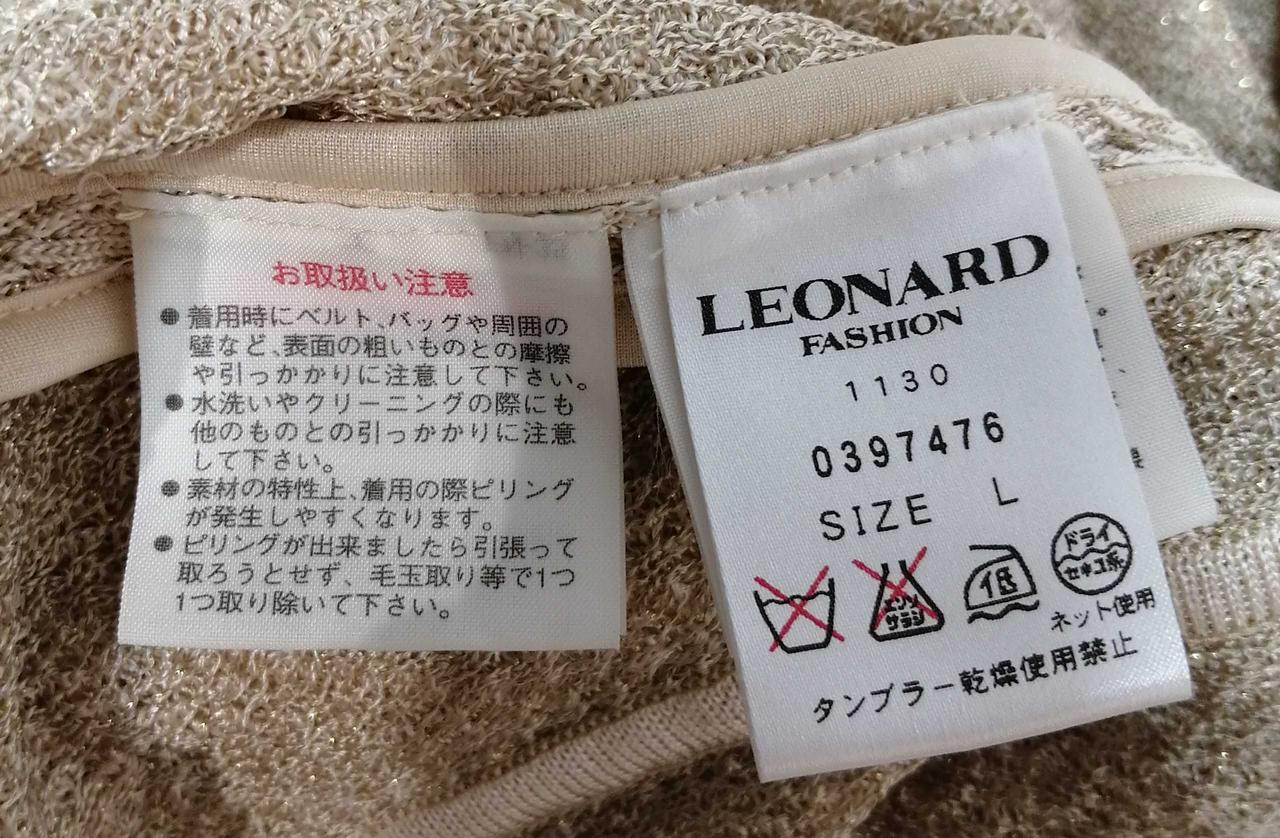 お取扱い注意
●着用時にベルト、バッグや周囲の
壁など、表面の粗いものとの摩擦
や引っかかりに注意して下さい。
●水洗いやクリーニングの際にも
他のものとの引っかかりに注意
して下さい。
●素材の特性上、着用の際ピリング
が発生しやすくなります。
●ピリングが出来ましたら引張って
取ろうとせず、毛玉取り等で1つ
1つ取り除いて下さい。
LEONARD
FASHION
1130
0397476
SIZE L
エンソ
サラシ
低
ドライ
セキユ系
ネット使用
タンブラー乾燥使用禁止